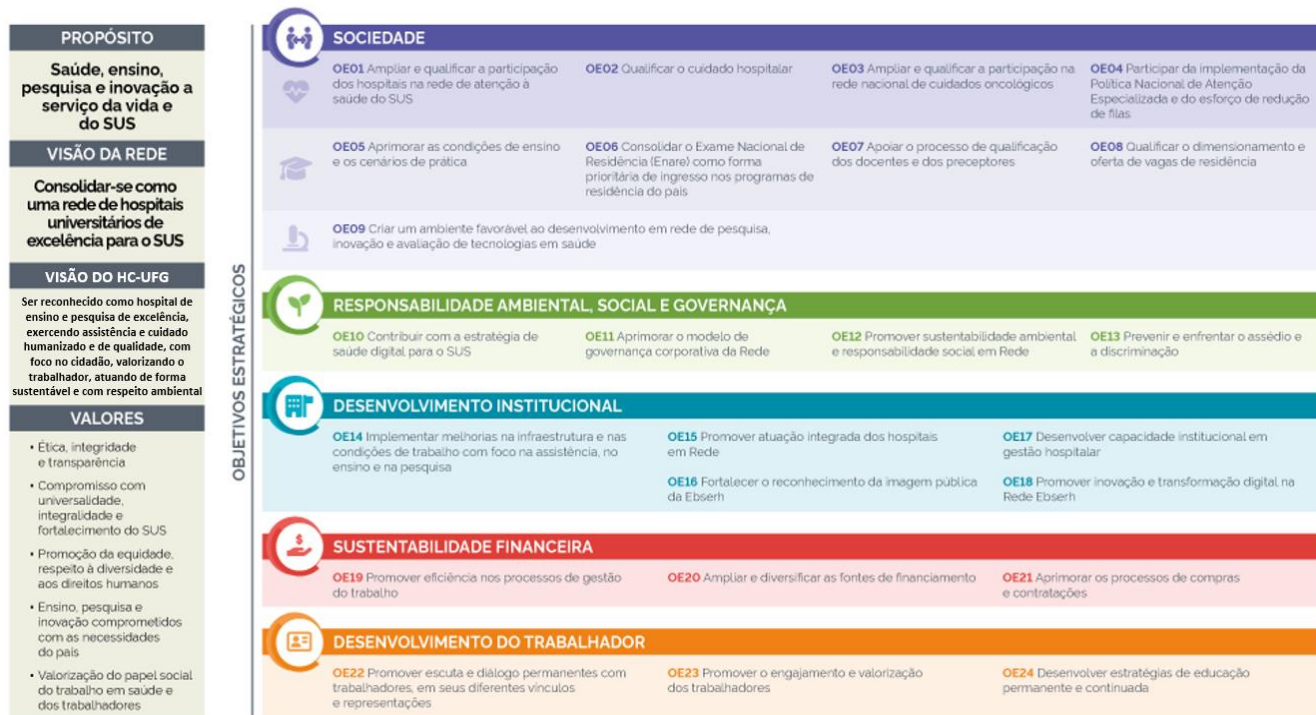 PROPÓSITO
Saúde, ensino,
pesquisa e inovação a
serviço da vida e
do SUS
VISÃO DA REDE
Consolidar-se como
uma rede de hospitais
universitários de
excelência para o SUS
VISÃO DO HC-UFG
Ser reconhecido como hospital de
ensino e pesquisa de excelência,
exercendo assistência e cuidado
humanizado e de qualidade, com
foco no cidadão, valorizando o
trabalhador, atuando de forma
sustentável e com respeito ambiental
VALORES
• Ética, integridade
e transparência
• Compromisso com
universalidade,
integralidade e
fortalecimento do SUS
• Promoção da equidade,
respeito à diversidade e
aos direitos humanos
• Ensino, pesquisa e
inovação comprometidos
com as necessidades
do país
• Valorização do papel social
do trabalho em saúde e
dos trabalhadores
OBJETIVOS ESTRATÉGICOS
SOCIEDADE
OE01 Ampliar e qualificar a participação
dos hospitais na rede de atenção à
saúde do SUS
OE02 Qualificar o cuidado hospitalar
OE03 Ampliar e qualificar a participação na
rede nacional de cuidados oncológicos
OE04 Participar da implementação da
Política Nacional de Atenção
Especializada e do esforço de redução
de filas
OE05 Aprimorar as condições de ensino
e os cenários de prática
OE06 Consolidar o Exame Nacional de
Residência (Enare) como forma
prioritária de ingresso nos programas de
residência do país
OE07 Apoiar o processo de qualificação
dos docentes e dos preceptores
OE08 Qualificar o dimensionamento e
oferta de vagas de residência
OE09 Criar um ambiente favorável ao desenvolvimento em rede de pesquisa,
inovação e avaliação de tecnologias em saúde
RESPONSABILIDADE AMBIENTAL, SOCIAL E GOVERNANÇA
OE10 Contribuir com a estratégia de
saúde digital para o SUS
OE11 Aprimorar o modelo de
governança corporativa da Rede
OE12 Promover sustentabilidade ambiental
e responsabilidade social em Rede
OE13 Prevenir e enfrentar o assédio e
a discriminação
DESENVOLVIMENTO INSTITUCIONAL
OE14 Implementar melhorias na infraestrutura e nas
condições de trabalho com foco na assistência, no
ensino e na pesquisa
OE15 Promover atuação integrada dos hospitais
em Rede
OE16 Fortalecer o reconhecimento da imagem pública
da Ebserh
OE17 Desenvolver capacidade institucional em
gestão hospitalar
OE18 Promover inovação e transformação digital na
Rede Ebserh
SUSTENTABILIDADE FINANCEIRA
OE19 Promover eficiência nos processos de gestão
do trabalho
OE20 Ampliar e diversificar as fontes de financiamento
OE21 Aprimorar os processos de compras
e contratações
DESENVOLVIMENTO DO TRABALHADOR
OE22 Promover escuta e diálogo permanentes com
trabalhadores, em seus diferentes vínculos
e representações
OE23 Promover o engajamento e valorização
dos trabalhadores
OE24 Desenvolver estratégias de educação
permanente e continuada